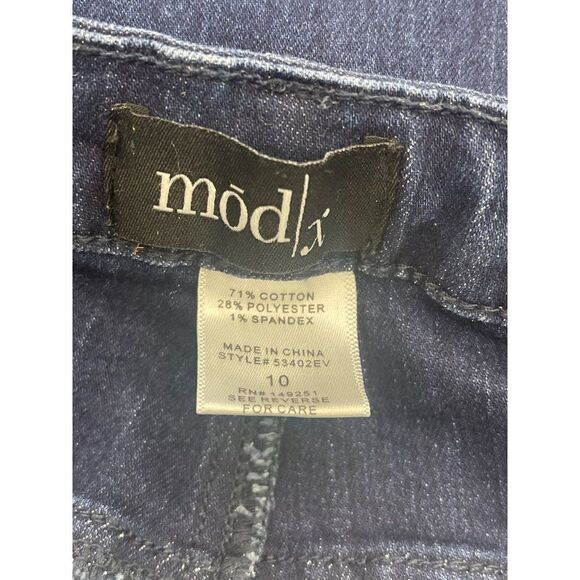 mōd/x
71% COTTON
28% POLYESTER
1% SPANDEX
MADE IN CHINA
STYLE# 53402EV
10
RN# 149251
SEE REVERSE
FOR CARE